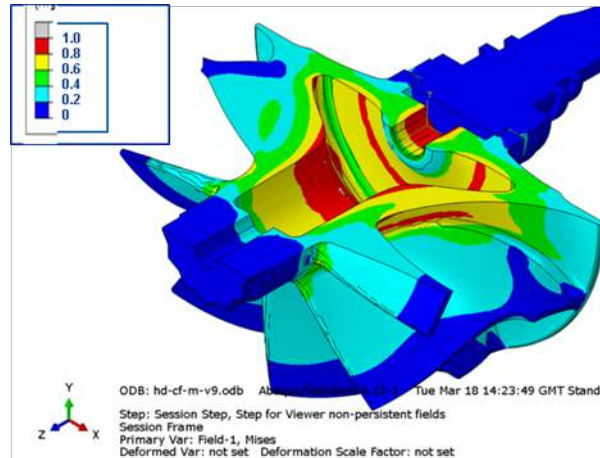 1.0
0.8
0.6
0.4
0.2
0
Y
Z X
ODB: hd-cf-m-v9.odb Tue Mar 18 14:23:49 GMT Stand
Step: Session Step, Step for Viewer non-persistent fields
Session Frame
Primary Var: Field-1, Mises
Deformed Var: not set Deformation Scale Factor: not set